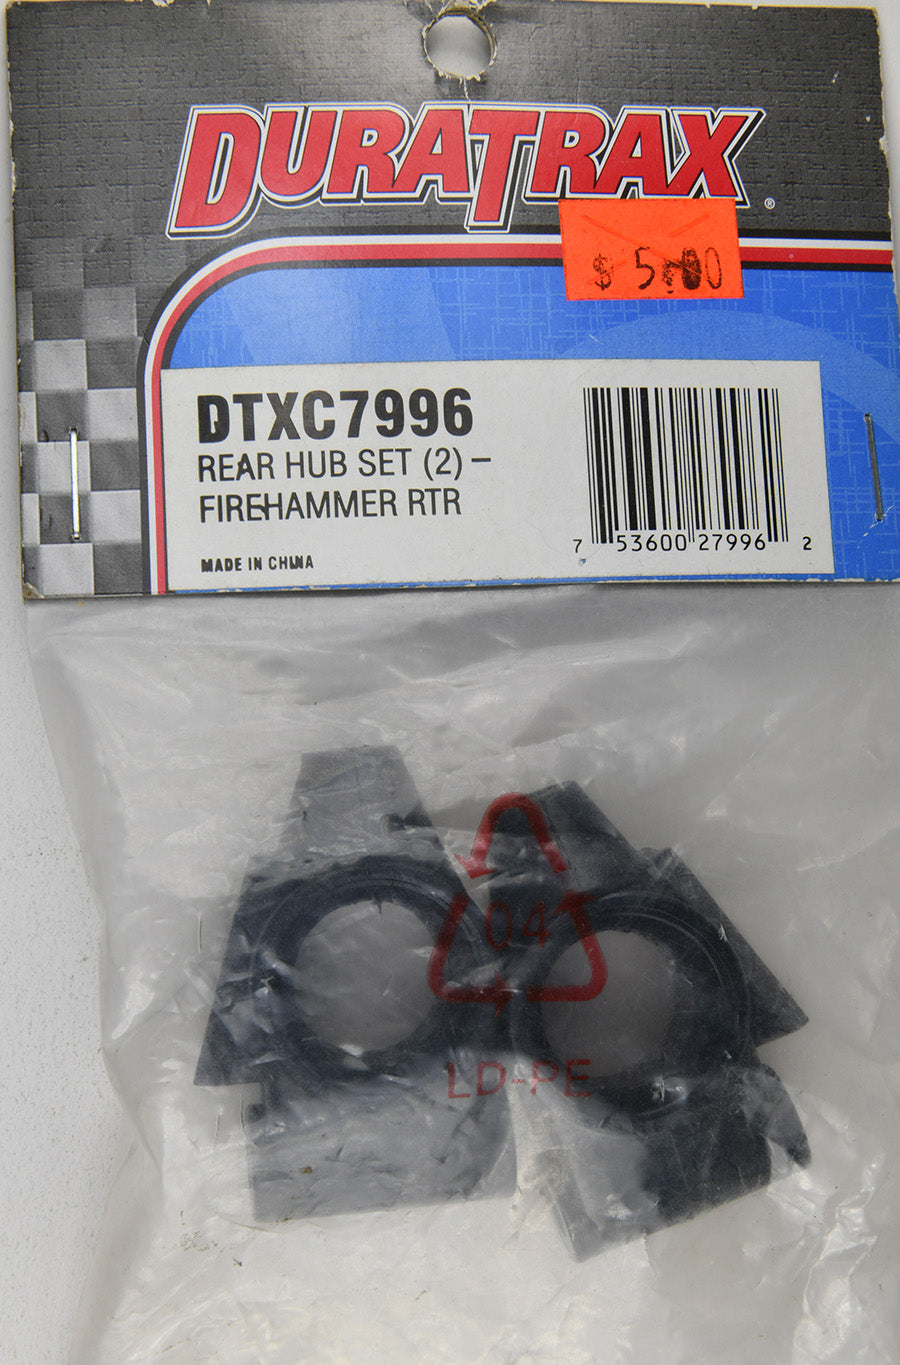 DURATRAX ®
$ 5.00
DTXC7996
REAR HUB SET (2) –
FIREHAMMER RTR
MADE IN CHINA
7 53600 27996 2
04
LD-PE